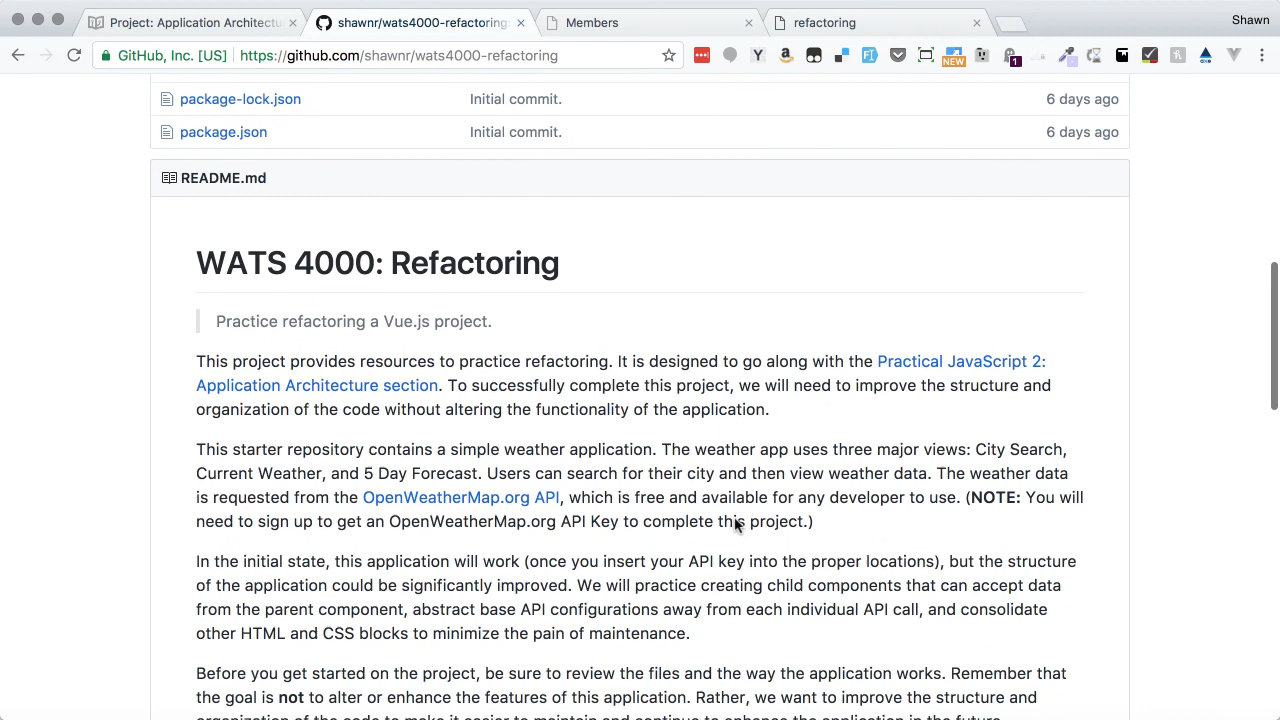 Project: Application Architectu
shawnr/wats4000-refactoring:
Members
refactoring
Shawn
GitHub, Inc. [US]
https://github.com/shawnr/wats4000-refactoring
NEW
1
package-lock.json
Initial commit.
6 days ago
package.json
Initial commit.
6 days ago
README.md
WATS 4000: Refactoring
Practice refactoring a Vue.js project.
This project provides resources to practice refactoring. It is designed to go along with the Practical JavaScript 2:
Application Architecture section. To successfully complete this project, we will need to improve the structure and
organization of the code without altering the functionality of the application.
This starter repository contains a simple weather application. The weather app uses three major views: City Search,
Current Weather, and 5 Day Forecast. Users can search for their city and then view weather data. The weather data
is requested from the OpenWeatherMap.org API, which is free and available for any developer to use. (NOTE: You will
need to sign up to get an OpenWeatherMap.org API Key to complete this project.)
In the initial state, this application will work (once you insert your API key into the proper locations), but the structure
of the application could be significantly improved. We will practice creating child components that can accept data
from the parent component, abstract base API configurations away from each individual API call, and consolidate
other HTML and CSS blocks to minimize the pain of maintenance.
Before you get started on the project, be sure to review the files and the way the application works. Remember that
the goal is not to alter or enhance the features of this application. Rather, we want to improve the structure and
organization of the code to make it easier to maintain and continue to enhance the application in the future.